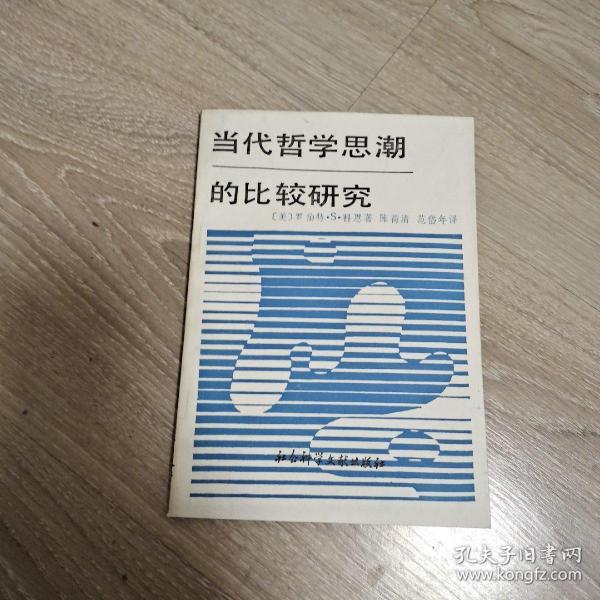 当代哲学思潮
的比较研究
〔美〕罗伯特·S·科恩著 陈荷清 范岱年译
社会科学文献出版社
孔夫子旧书网
www.kongfz.com